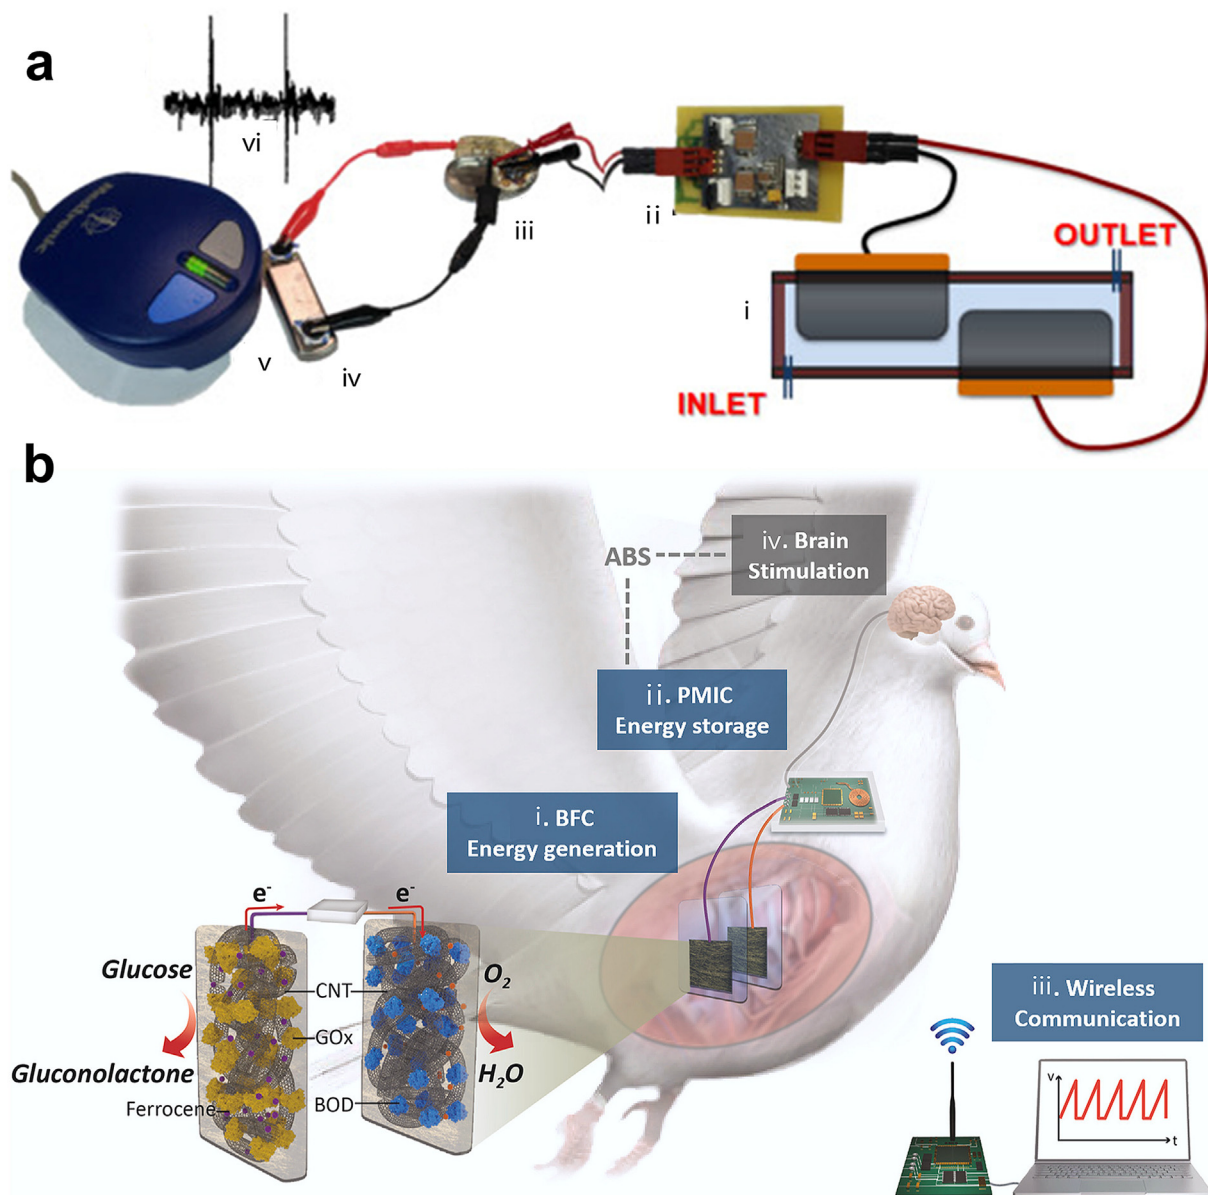 a
vi
Medtronic
iii
ii
OUTLET
i
v
iv
INLET
b
ABS
iv. Brain
Stimulation
ii. PMIC
Energy storage
i. BFC
Energy generation
e-
e-
Glucose
O2
CNT
GOx
Gluconolactone
H2O
Ferrocene
BOD
iii. Wireless
Communication
V
t